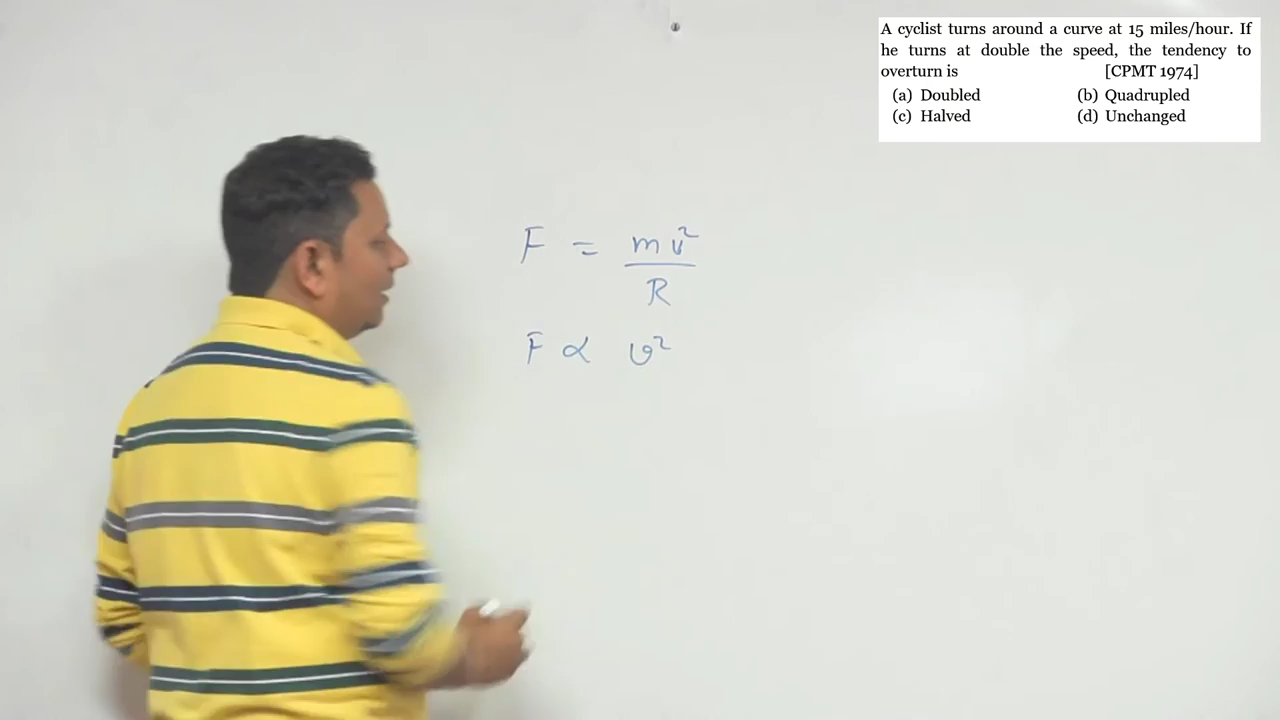 A cyclist turns around a curve at 15 miles/hour. If
he turns at double the speed, the tendency to
overturn is [CPMT 1974]
(a) Doubled (b) Quadrupled
(c) Halved (d) Unchanged
F = mv²/R
F ∝ v²